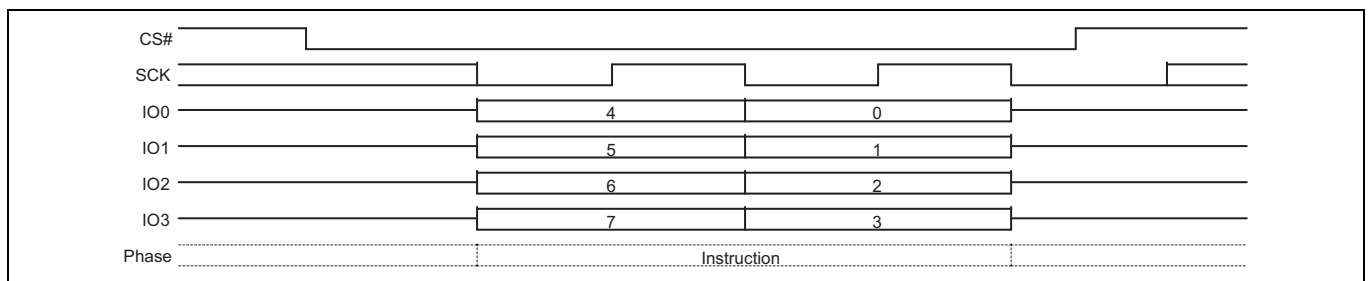 CS#
SCK
IO0 4 0
IO1 5 1
IO2 6 2
IO3 7 3
Phase Instruction